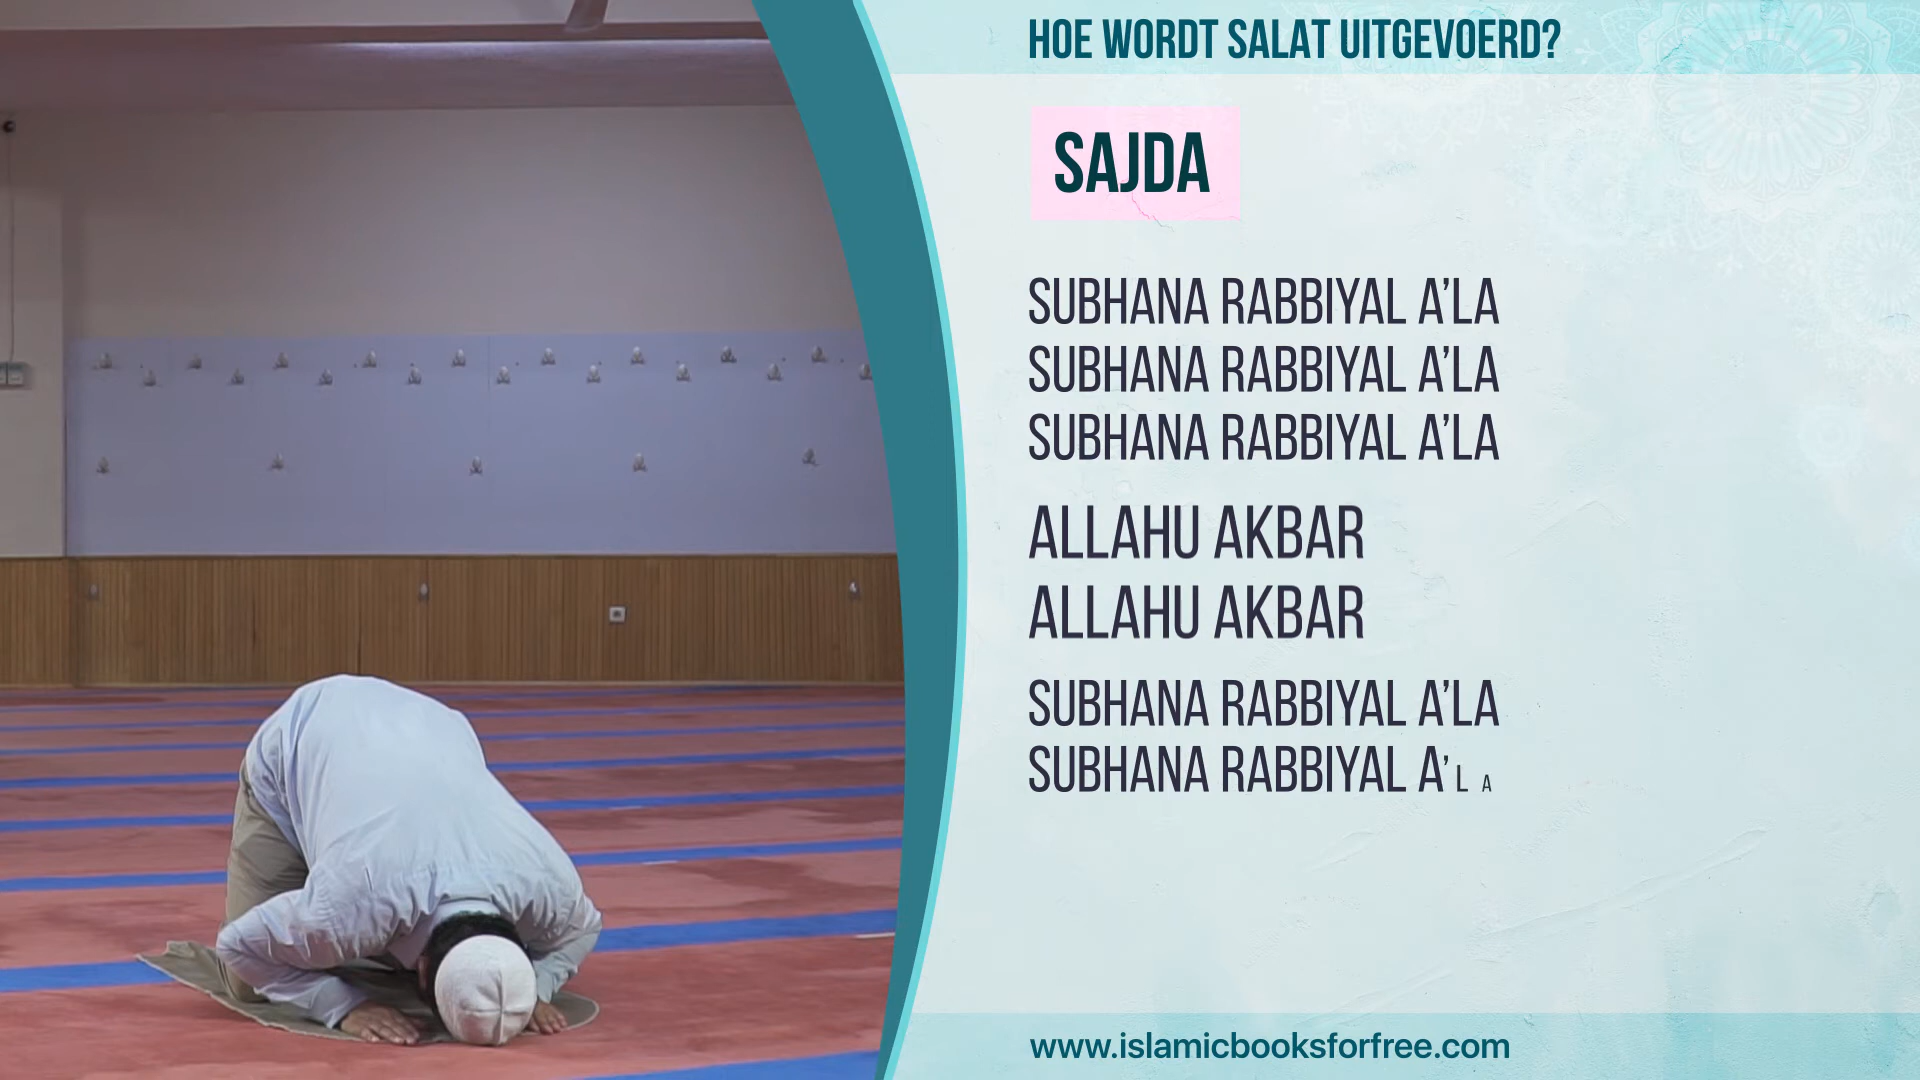 HOE WORDT SALAT UITGEVOERD?
SAJDA
SUBHANA RABBIYAL A'LA
SUBHANA RABBIYAL A'LA
SUBHANA RABBIYAL A'LA
ALLAHU AKBAR
ALLAHU AKBAR
SUBHANA RABBIYAL A'LA
SUBHANA RABBIYAL A'LA
www.islamicbooksforfree.com